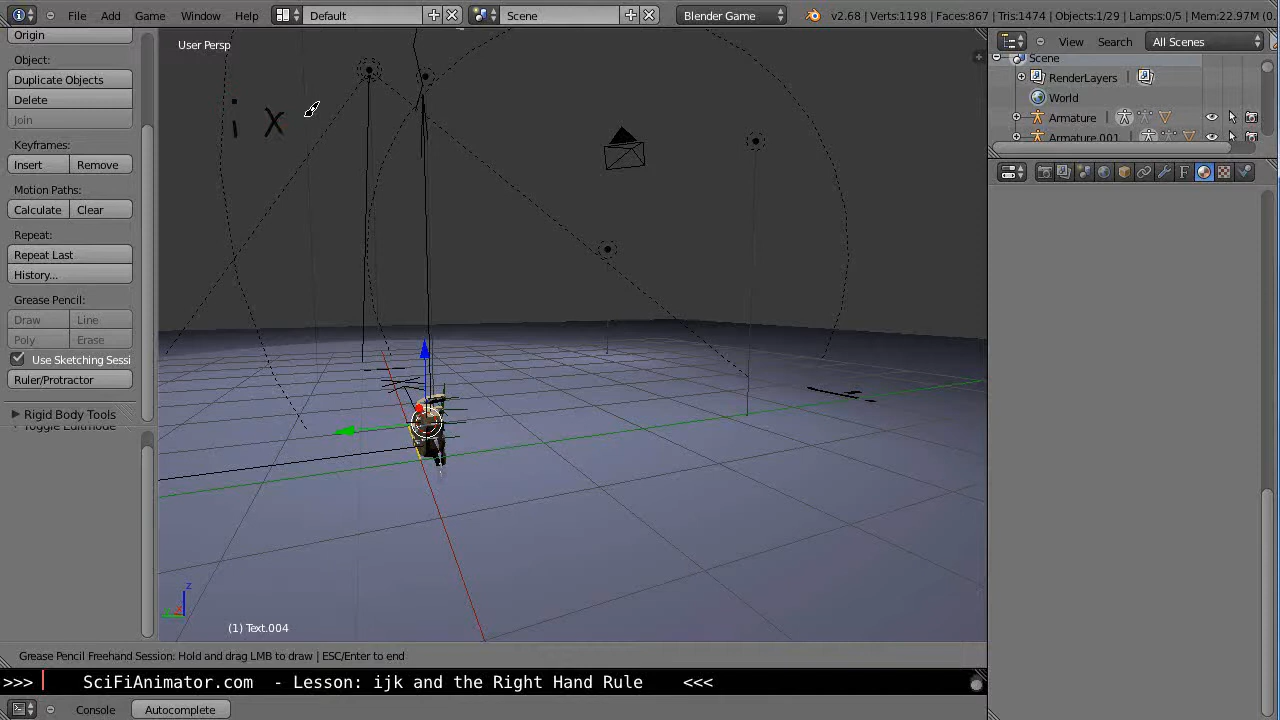 File Add Game Window Help Default Scene Blender Game v2.68 | Verts:1198 | Faces:867 | Tris:1474 | Objects:1/29 | Lamps:0/5 | Mem:22.97M (0.
Origin User Persp View Search All Scenes
Scene
Object:
Duplicate Objects RenderLayers
Delete World
Join i x Armature
Armature.001
Keyframes:
Insert Remove
Motion Paths:
Calculate Clear
Repeat:
Repeat Last
History...
Grease Pencil:
Draw Line
Poly Erase
Use Sketching Sessi
Ruler/Protractor
Rigid Body Tools
Toggle Editmode
z
(1) Text.004
Grease Pencil Freehand Session: Hold and drag LMB to draw | ESC/Enter to end
>>> SciFiAnimator.com - Lesson: ijk and the Right Hand Rule <<<
Console Autocomplete